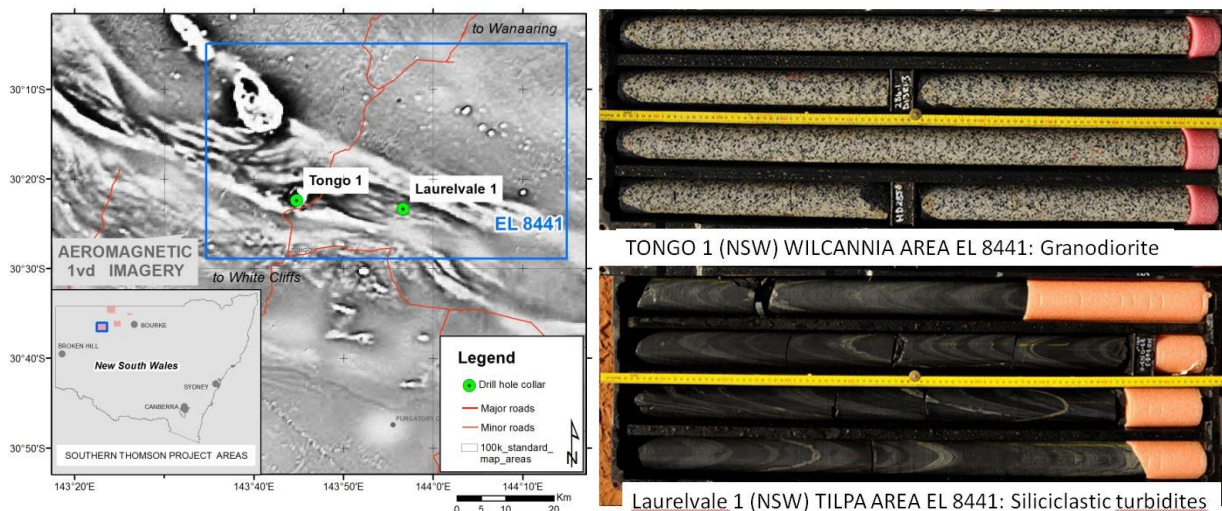 to Wanaaring
30°10'S
30°20'S
30°30'S
30°40'S
30°50'S
Tongo 1
Laurelvale 1
EL 8441
AEROMAGNETIC
1vd IMAGERY
to White Cliffs
BOURKE
BROKEN HILL
New South Wales
SYDNEY
CANBERRA
SOUTHERN THOMSON PROJECT AREAS
Legend
Drill hole collar
Major roads
Minor roads
100k_standard_
map_areas
N
0 5 10 20
Km
143°20'E
143°40'E
143°50'E
144°0'E
144°10'E
TONGO 1 (NSW) WILCANNIA AREA EL 8441: Granodiorite
Laurelvale 1 (NSW) TILPA AREA EL 8441: Siliciclastic turbidites